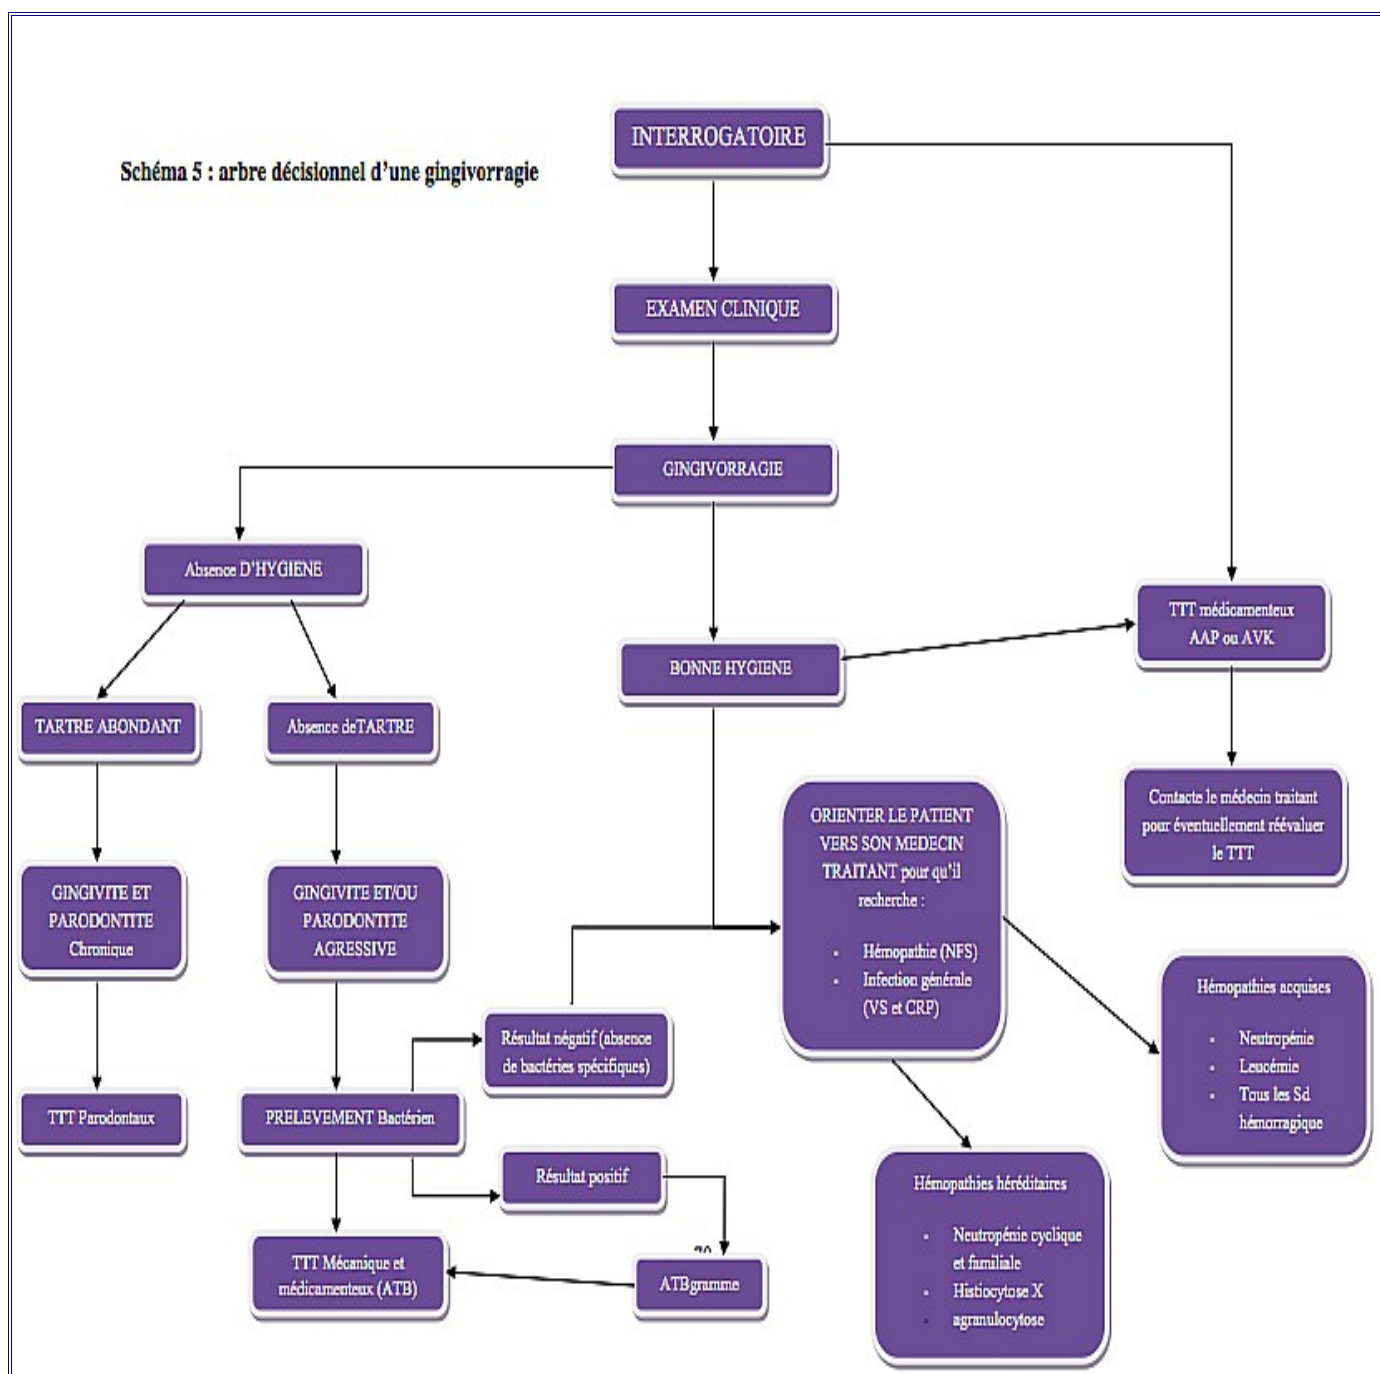 INTERROGATOIRE
Schéma 5 : arbre décisionnel d'une gingivorragie
EXAMEN CLINIQUE
GINGIVORRAGIE
Absence D'HYGIENE
TTT médicamenteux
AAP ou AVK
BONNE HYGIENE
TARTRE ABONDANT
Absence deTARTRE
Contacte le médecin traitant
pour éventuellement réévaluer
le TTT
ORIENTER LE PATIENT
VERS SON MEDECIN
TRAITANT pour qu'il
recherche :
• Hémopathie (NFS)
• Infection générale
(VS et CRP)
GINGIVITE ET
PARODONTITE
Chronique
GINGIVITE ET/OU
PARODONTITE
AGRESSIVE
Hémopathies acquises
• Neutropénie
• Leucémie
• Tous les Sd
hémorragique
Résultat négatif (absence
de bactéries spécifiques)
TTT Parodontaux
PRELEVEMENT Bactérien
Résultat positif
Hémopathies héréditaires
• Neutropénie cyclique
et familiale
• Histiocytose X
• agranulocytose
TTT Mécanique et
médicamenteux (ATB)
ATBgramme